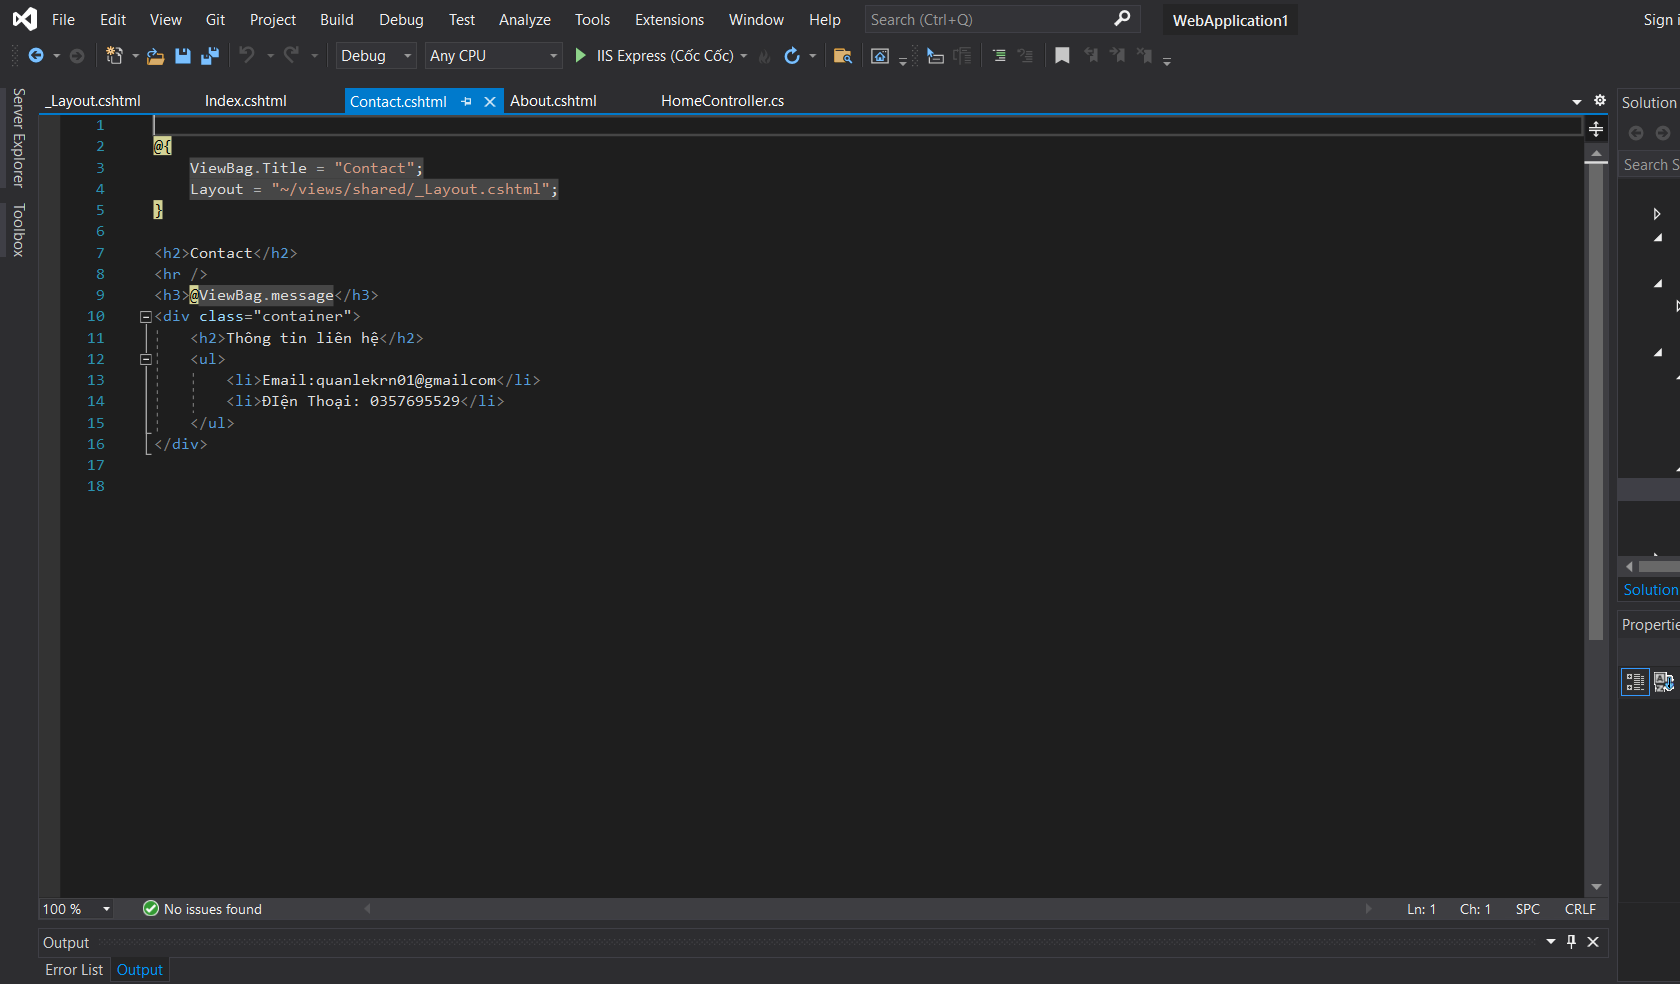 File Edit View Git Project Build Debug Test Analyze Tools Extensions Window Help Search (Ctrl+Q) WebApplication1 Sign
Debug Any CPU IIS Express (Cốc Cốc)
Server Explorer
Toolbox
_Layout.cshtml Index.cshtml Contact.cshtml About.cshtml HomeController.cs
1
2 @{
3 ViewBag.Title = "Contact";
4 Layout = "~/views/shared/_Layout.cshtml";
5 }
6
7 <h2>Contact</h2>
8 <hr />
9 <h3>@ViewBag.message</h3>
10 <div class="container">
11 <h2>Thông tin liên hệ</h2>
12 <ul>
13 <li>Email:quanlekrn01@gmailcom</li>
14 <li>ĐIện Thoại: 0357695529</li>
15 </ul>
16 </div>
17
18
100 % No issues found Ln: 1 Ch: 1 SPC CRLF
Output
Error List Output
Solution
Search S
Solution
Propertie